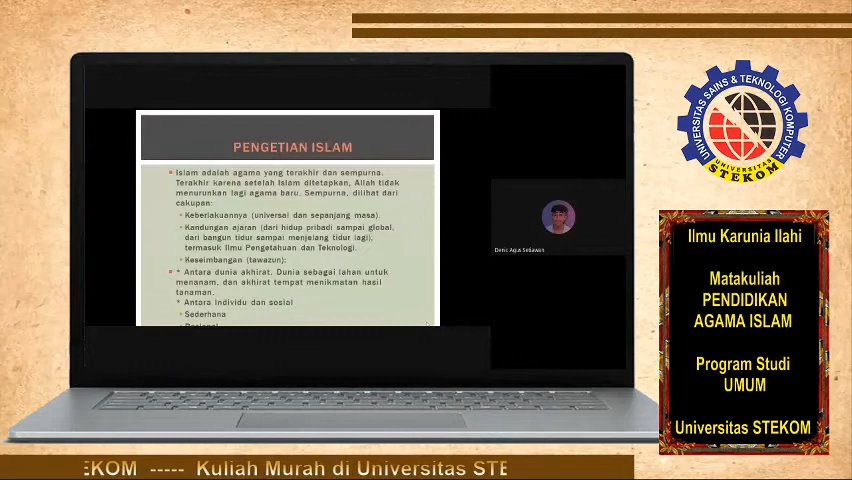 PENGETIAN ISLAM
Islam adalah agama yang terakhir dan sempurna.
Terakhir karena setelah Islam ditetapkan, Allah tidak
menurunkan lagi agama baru. Sempurna, dilihat dari
cakupan:
Keberlakuannya (universal dan sepanjang masa).
Kandungan ajaran (dari hidup pribadi sampai global,
dari bangun tidur sampai menjelang tidur lagi),
termasuk Ilmu Pengetahuan dan Teknologi.
Keseimbangan (tawazun):
* Antara dunia akhirat. Dunia sebagai lahan untuk
menanam, dan akhirat tempat menikmatan hasil
tanaman.
* Antara individu dan sosial
Sederhana
Denic Agus Setiawan
UNIVERSITAS SAINS & TEKNOLOGI KOMPUTER
UNIVERSITAS
STEKOM
Ilmu Karunia Ilahi
Matakuliah
PENDIDIKAN
AGAMA ISLAM
Program Studi
UMUM
Universitas STEKOM
EKOM ----- Kuliah Murah di Universitas STE